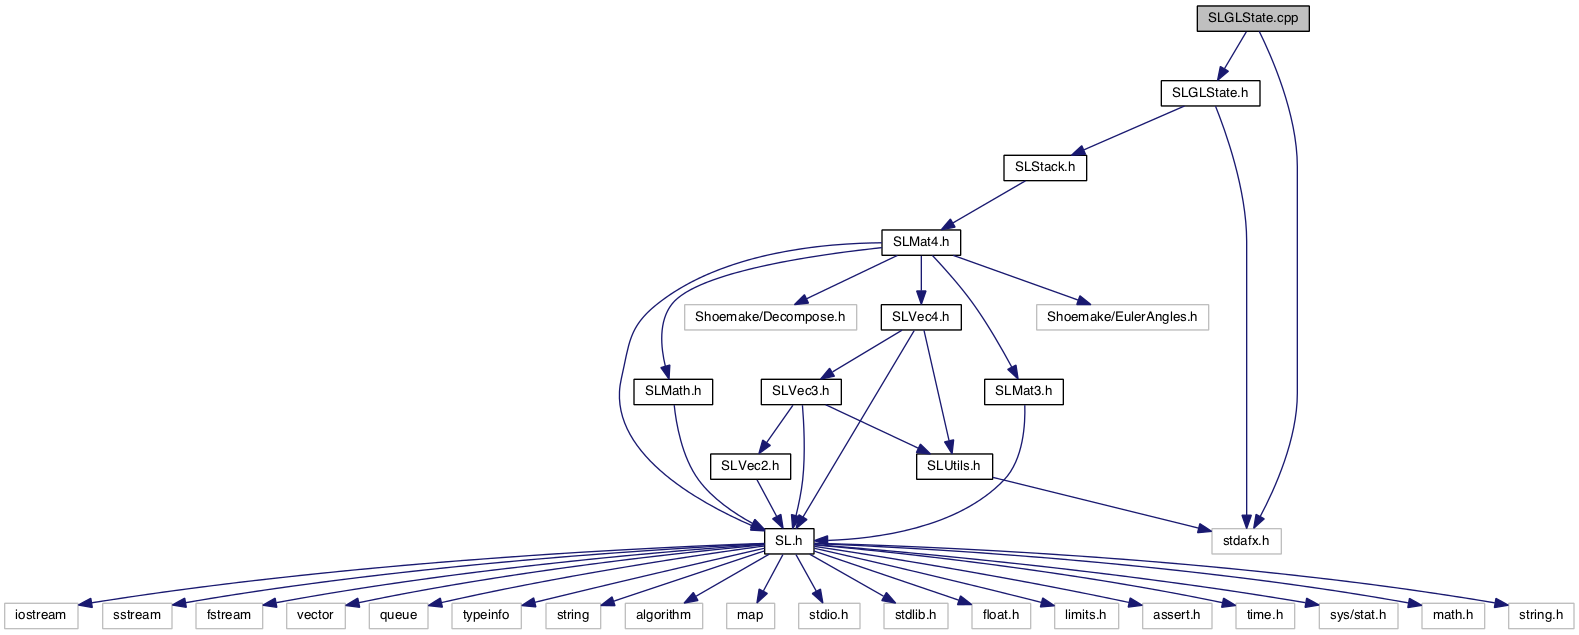 SLGLState.cpp
SLGLState.h
SLStack.h
SLMat4.h
Shoemake/Decompose.h
SLVec4.h
Shoemake/EulerAngles.h
SLMath.h
SLVec3.h
SLMat3.h
SLVec2.h
SLUtils.h
SL.h
stdafx.h
iostream
sstream
fstream
vector
queue
typeinfo
string
algorithm
map
stdio.h
stdlib.h
float.h
limits.h
assert.h
time.h
sys/stat.h
math.h
string.h